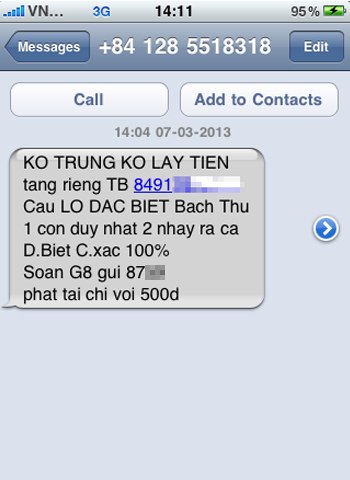 VN... 3G 14:11 95%
Messages +84 128 5518318 Edit
Call Add to Contacts
14:04 07-03-2013
KO TRUNG KO LAY TIEN
tang rieng TB 8491
Cau LO DAC BIET Bach Thu
1 con duy nhat 2 nhay ra ca
D.Biet C.xac 100%
Soan G8 gui 87
phat tai chi voi 500d